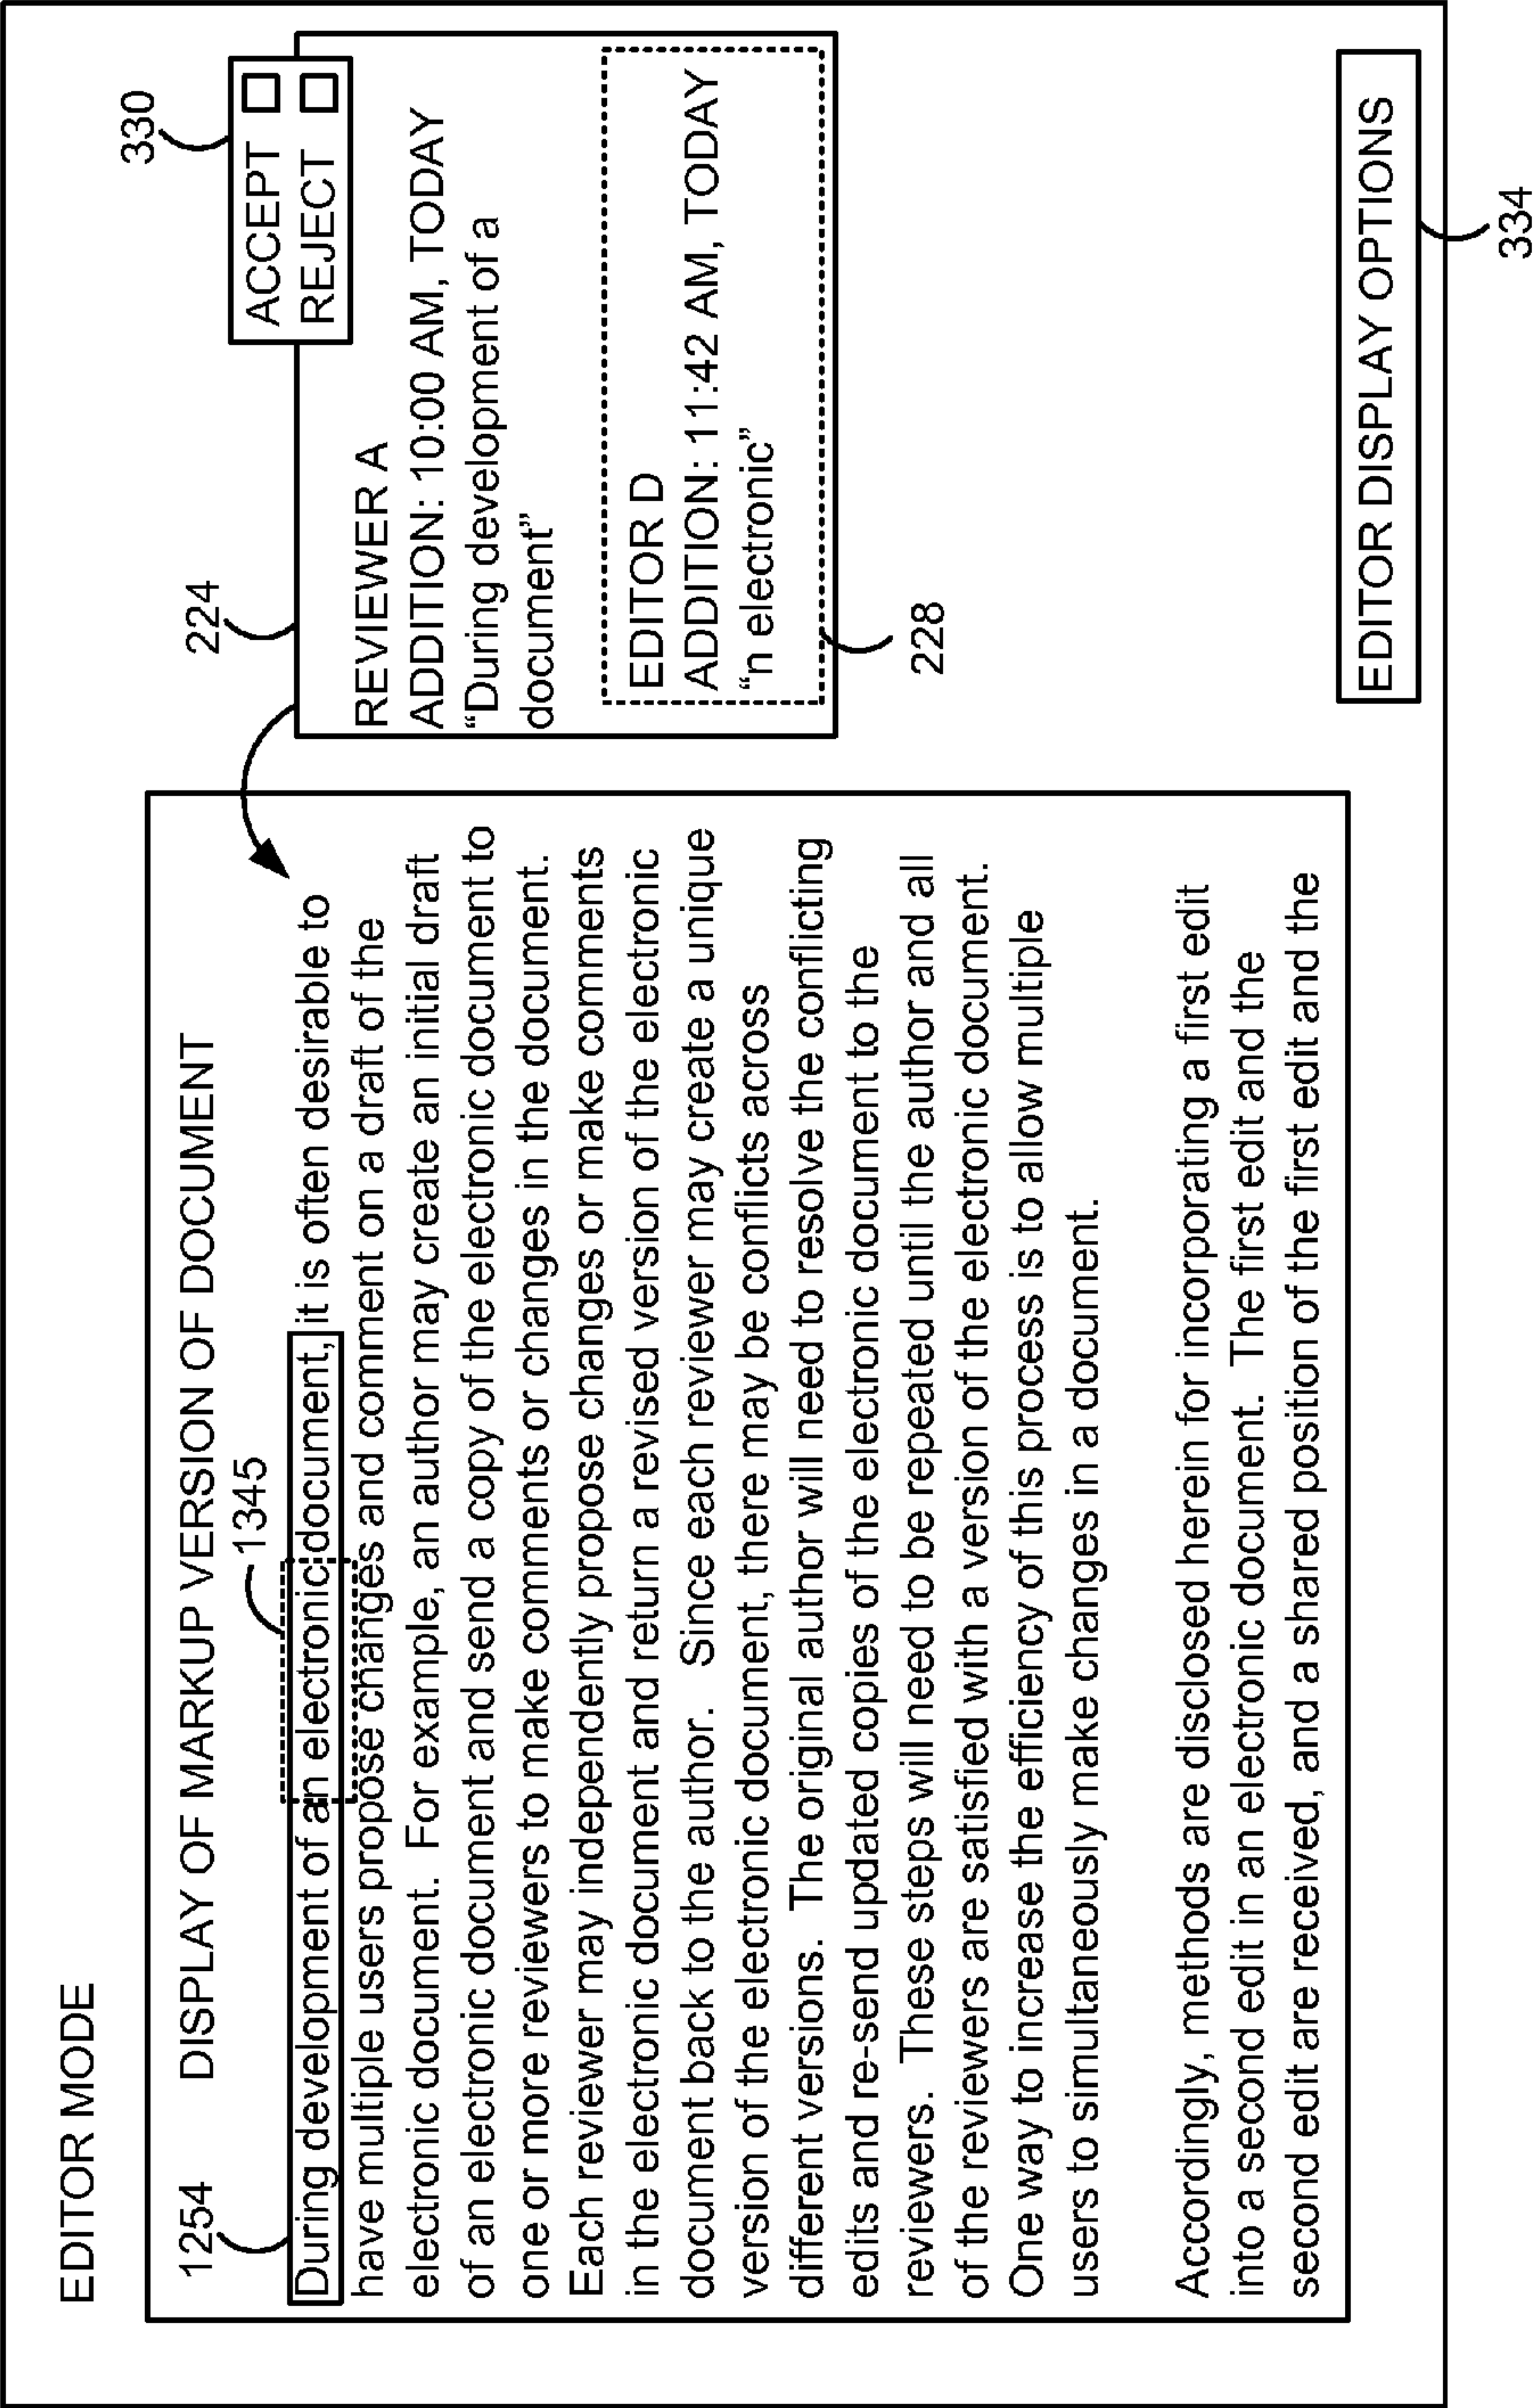 EDITOR MODE
1254
DISPLAY OF MARKUP VERSION OF DOCUMENT
1345
During development of an electronic document, it is often desirable to
have multiple users propose changes and comment on a draft of the
electronic document.  For example, an author may create an initial draft
of an electronic document and send a copy of the electronic document to
one or more reviewers to make comments or changes in the document.
Each reviewer may independently propose changes or make comments
in the electronic document and return a revised version of the electronic
document back to the author.  Since each reviewer may create a unique
version of the electronic document, there may be conflicts across
different versions.  The original author will need to resolve the conflicting
edits and re-send updated copies of the electronic document to the
reviewers.  These steps will need to be repeated until the author and all
of the reviewers are satisfied with a version of the electronic document.
One way to increase the efficiency of this process is to allow multiple
users to simultaneously make changes in a document.
Accordingly, methods are disclosed herein for incorporating a first edit
into a second edit in an electronic document.  The first edit and the
second edit are received, and a shared position of the first edit and the
224
330
ACCEPT
REJECT
REVIEWER A
ADDITION: 10:00 AM, TODAY
“During development of a
document”
EDITOR D
ADDITION: 11:42 AM, TODAY
“n electronic”
228
EDITOR DISPLAY OPTIONS
334